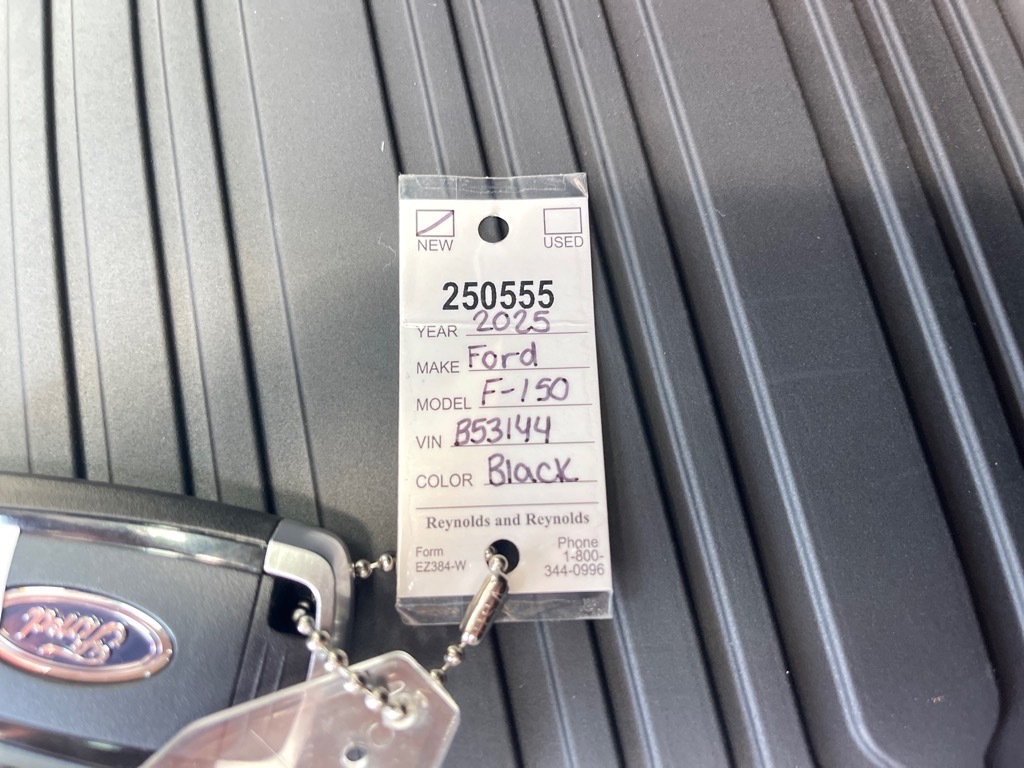 NEW USED
250555
YEAR 2025
MAKE Ford
MODEL F-150
VIN B53144
COLOR Black
Reynolds and Reynolds
Form
EZ384-W
Phone
1-800-
344-0996
Ford